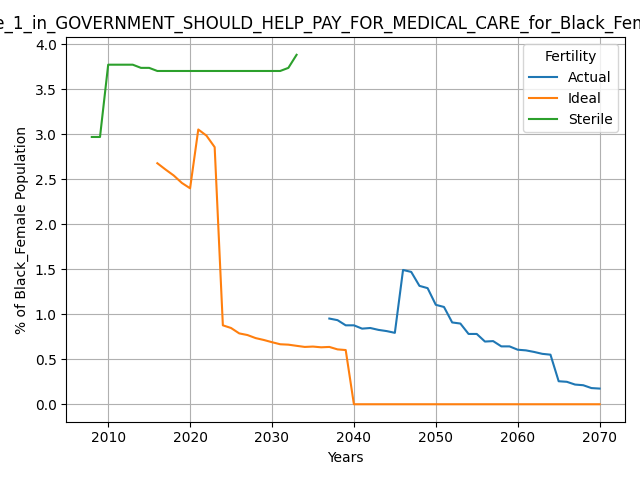 e_1_in_GOVERNMENT_SHOULD_HELP_PAY_FOR_MEDICAL_CARE_for_Black_Fem
Fertility
Actual
Ideal
Sterile
% of Black_Female Population
4.0
3.5
3.0
2.5
2.0
1.5
1.0
0.5
0.0
2010 2020 2030 2040 2050 2060 2070
Years